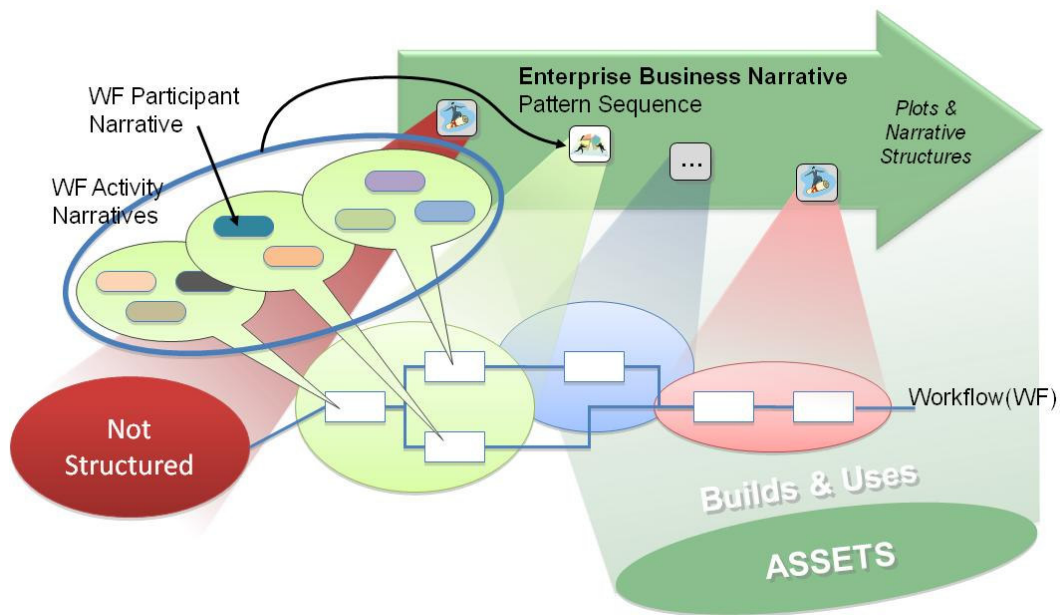 Enterprise Business Narrative
Pattern Sequence
Plots &
Narrative
Structures
WF Participant
Narrative
WF Activity
Narratives
...
Not
Structured
Workflow(WF)
Builds & Uses
ASSETS